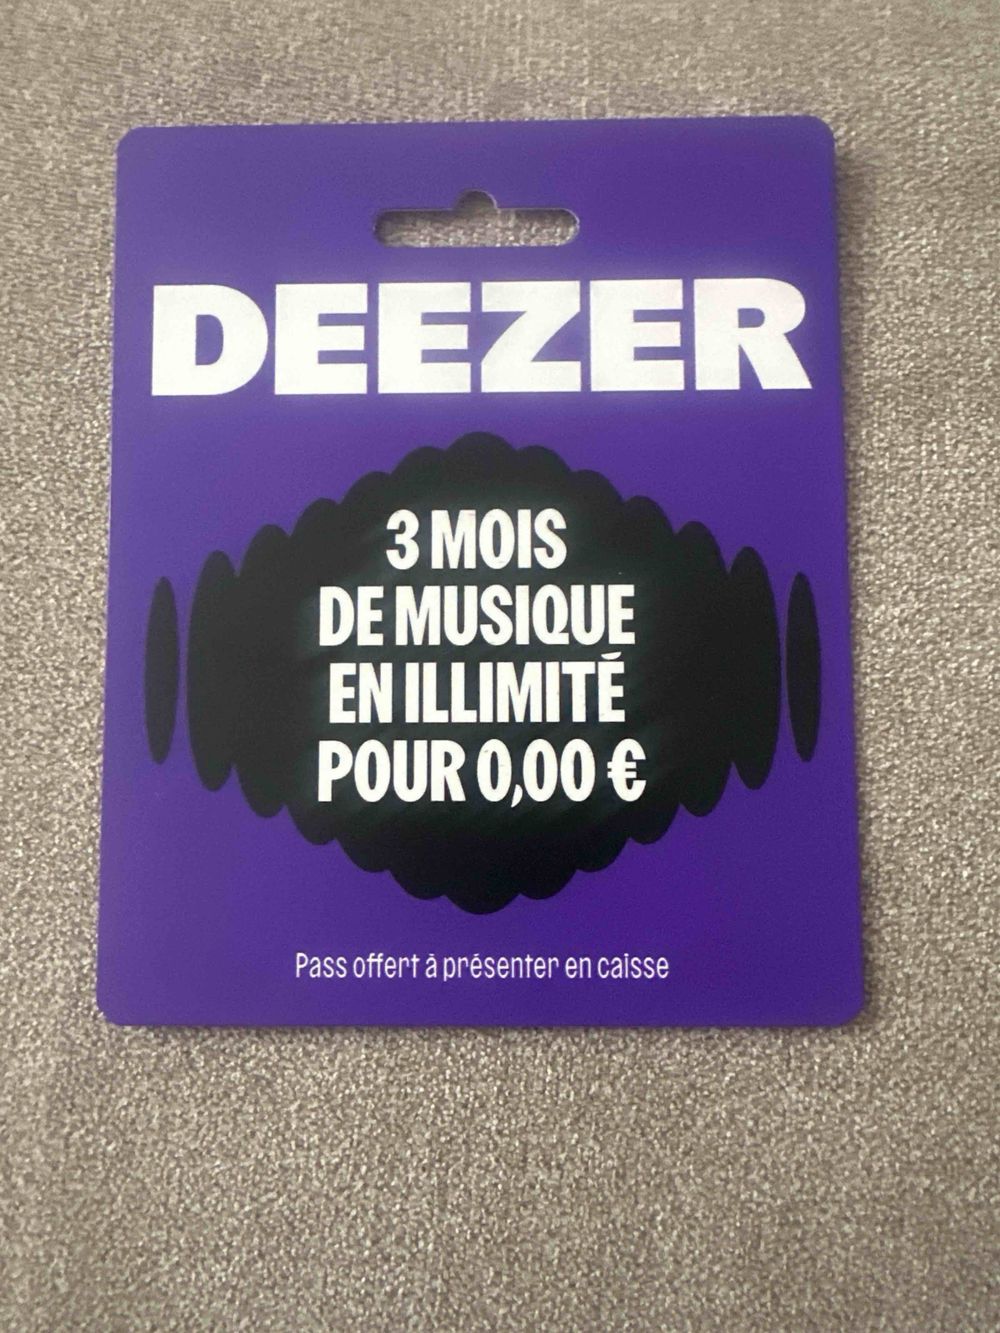 DEEZER
3 MOIS
DE MUSIQUE
EN ILLIMITÉ
POUR 0,00 €
Pass offert à présenter en caisse